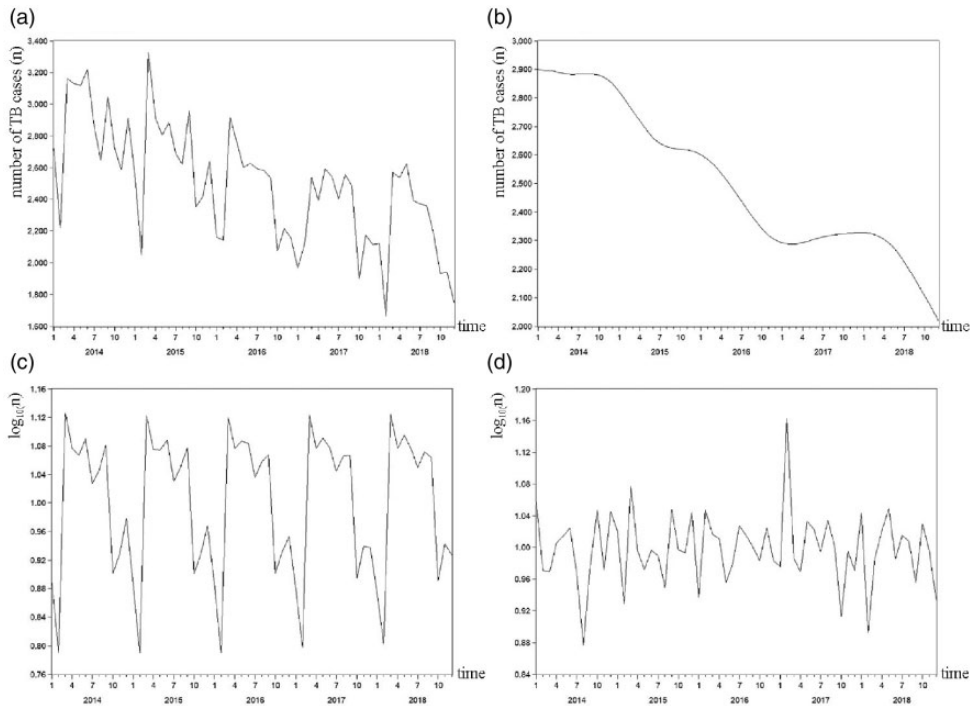 (a)
number of TB cases (n)
3,400
3,200
3,000
2,800
2,600
2,400
2,200
2,000
1,800
1,600
1 4 7 10 1 4 7 10 1 4 7 10 1 4 7 10 1 4 7 10
time
2014 2015 2016 2017 2018
(b)
number of TB cases (n)
3,000
2,900
2,800
2,700
2,600
2,500
2,400
2,300
2,200
2,100
2,000
1 4 7 10 1 4 7 10 1 4 7 10 1 4 7 10 1 4 7 10
time
2014 2015 2016 2017 2018
(c)
log₁₀(n)
1.16
1.12
1.08
1.04
1.00
0.96
0.92
0.88
0.84
0.80
0.76
1 4 7 10 1 4 7 10 1 4 7 10 1 4 7 10 1 4 7 10
time
2014 2015 2016 2017 2018
(d)
log₁₀(n)
1.20
1.16
1.12
1.08
1.04
1.00
0.96
0.92
0.88
0.84
1 4 7 10 1 4 7 10 1 4 7 10 1 4 7 10 1 4 7 10
time
2014 2015 2016 2017 2018